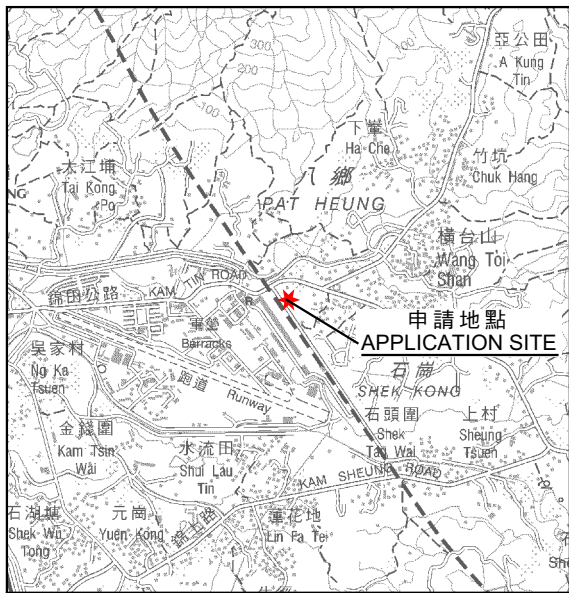 亞公田
A Kung
Tin
300
200
100
下輋
Ha Che
竹坑
Chuk Hang
大江埔
Tai Kong
Po
八鄉
PAT HEUNG
橫台山
Wang Toi
Shan
KAM TIN ROAD
錦田公路
軍營
Barracks
申請地點
APPLICATION SITE
吳家村
Ng Ka
Tsuen
跑道
Runway
石崗
SHEK KONG
石頭圍
Shek
Tau Wai
上村
Sheung
Tsuen
金錢圍
Kam Tsin
Wai
水流田
Shui Lau
Tin
KAM SHEUNG ROAD
石湖塘
Shek Wu
Tong
元崗
Yuen Kong
錦上路
蓮花地
Lin Fa Tei